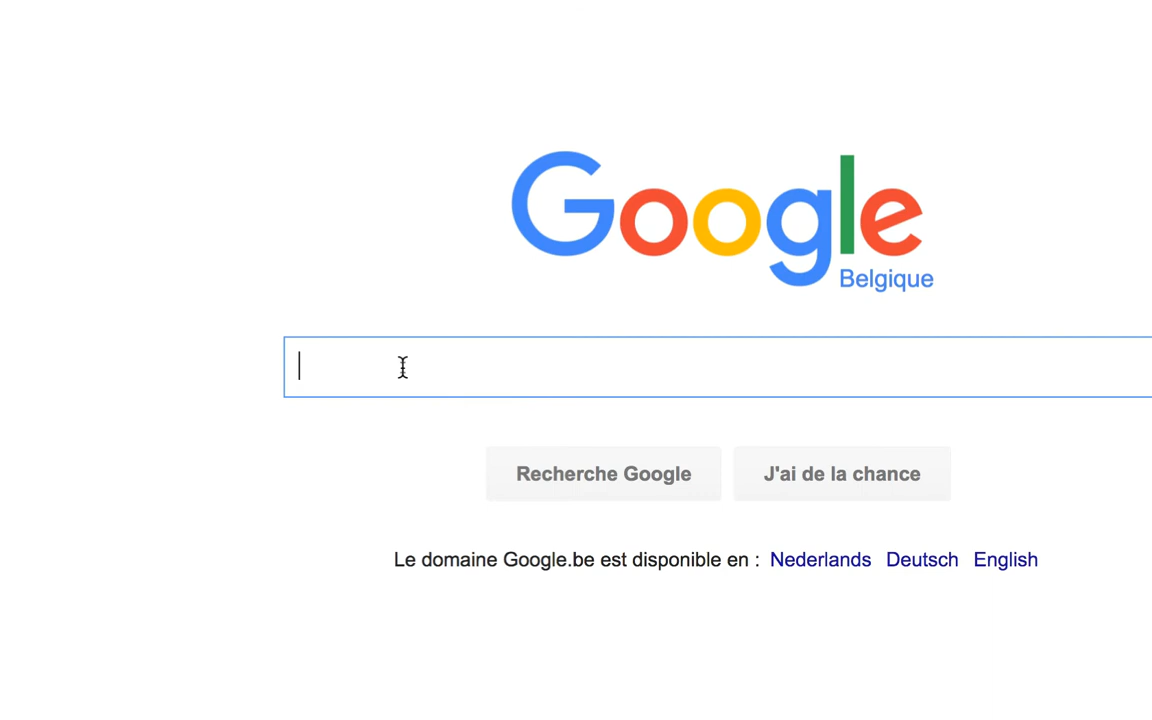 Google
Belgique
Recherche Google J'ai de la chance
Le domaine Google.be est disponible en : Nederlands Deutsch English